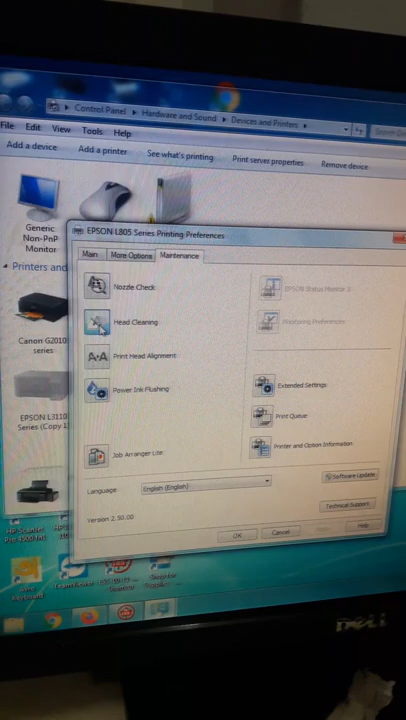 Control Panel ▸ Hardware and Sound ▸ Devices and Printers ▸
File Edit View Tools Help
Add a device Add a printer See what's printing Print server properties Remove device
Generic
Non-PnP
Monitor
Printers and
Canon G2010
series
EPSON L3110
Series (Copy
EPSON L805 Series Printing Preferences
Main More Options Maintenance
Nozzle Check
Head Cleaning
Print Head Alignment
Power Ink Flushing
Job Arranger Lite
EPSON Status Monitor 3
Monitoring Preferences
Extended Settings
Print Queue
Printer and Option Information
Language English (English)
Software Update
Version 2.50.00
Technical Support
OK Cancel Help
HP ScanJet
TeamViewer
DELL